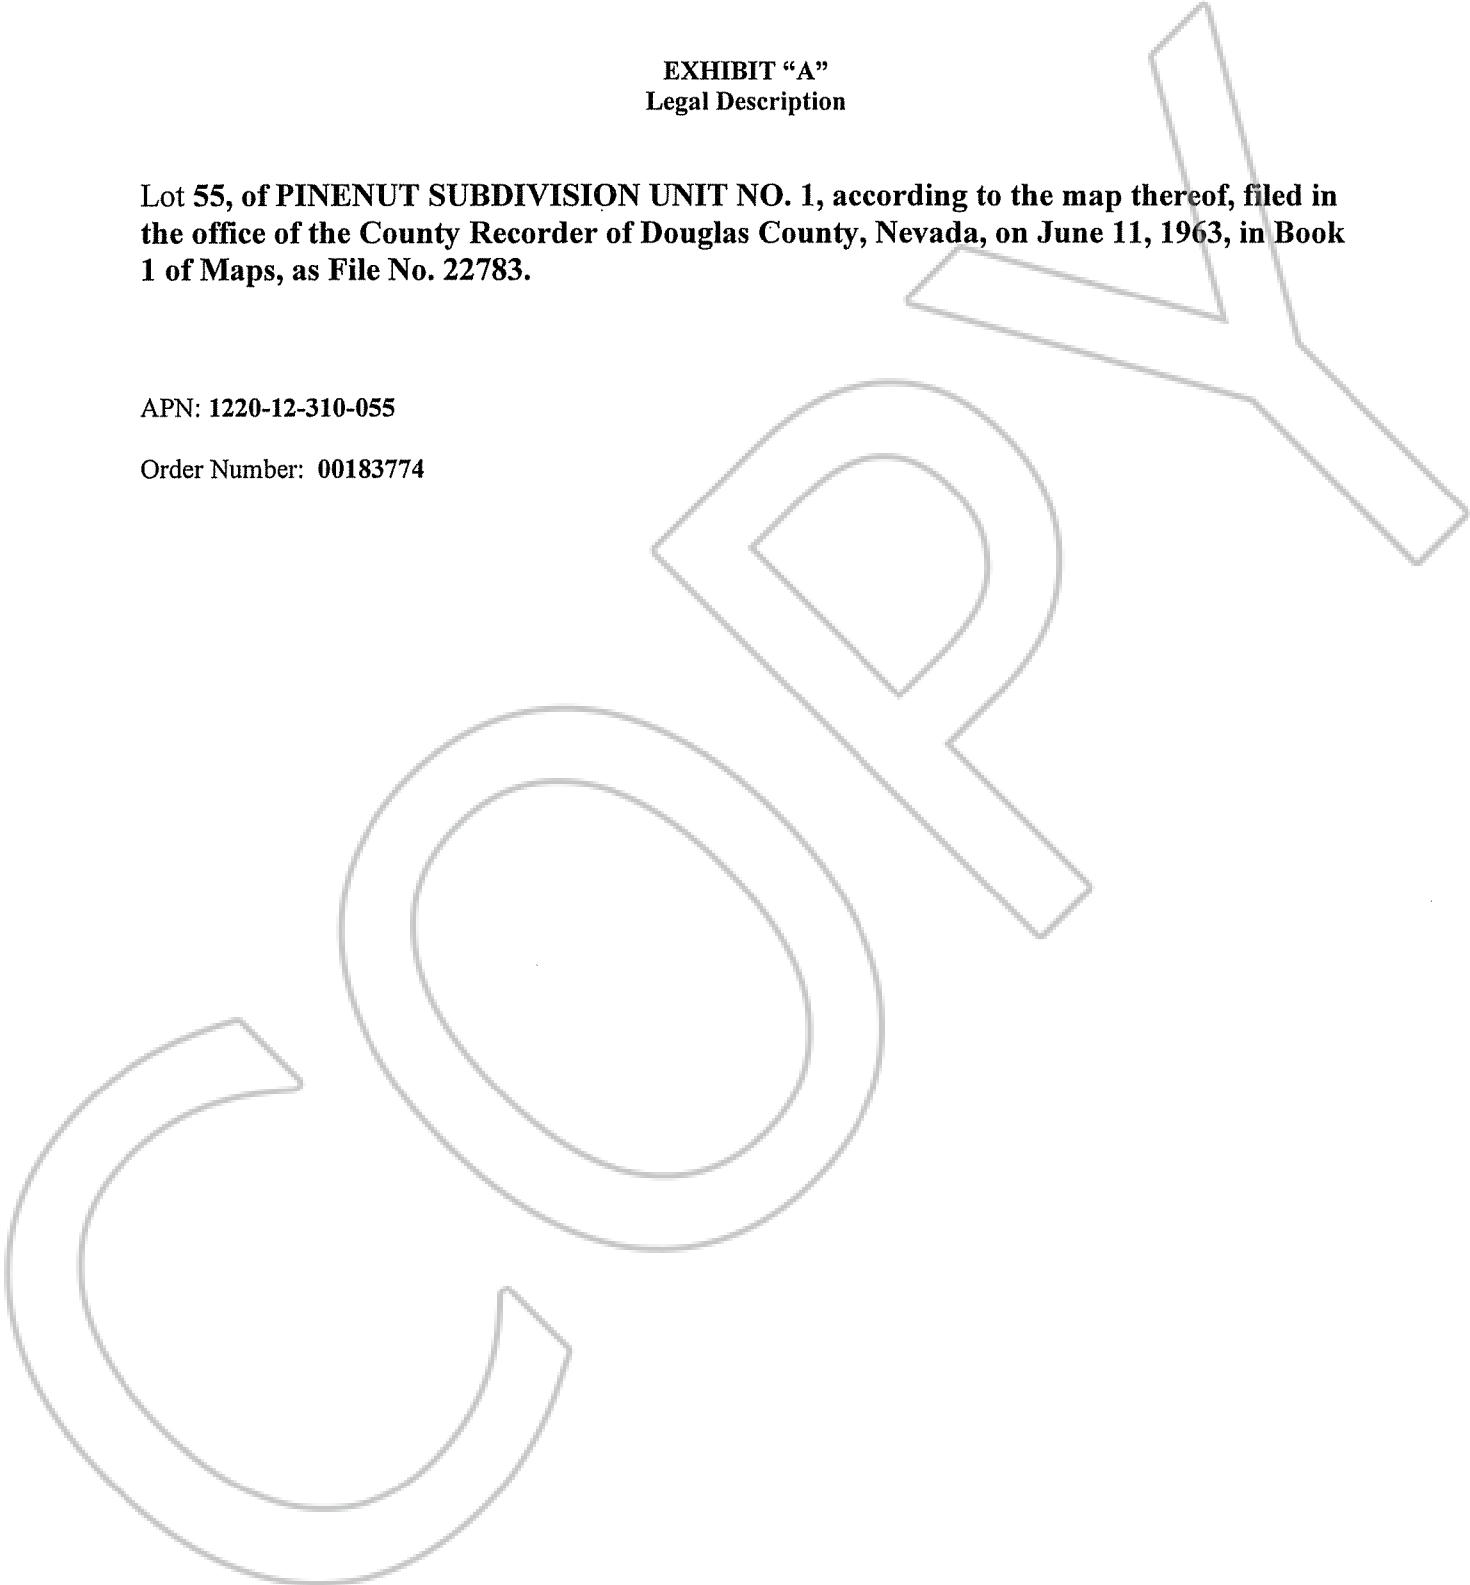 EXHIBIT “A”
Legal Description
Lot 55, of PINENUT SUBDIVISION UNIT NO. 1, according to the map thereof, filed in
the office of the County Recorder of Douglas County, Nevada, on June 11, 1963, in Book
1 of Maps, as File No. 22783.
APN: 1220-12-310-055
Order Number: 00183774
COPY